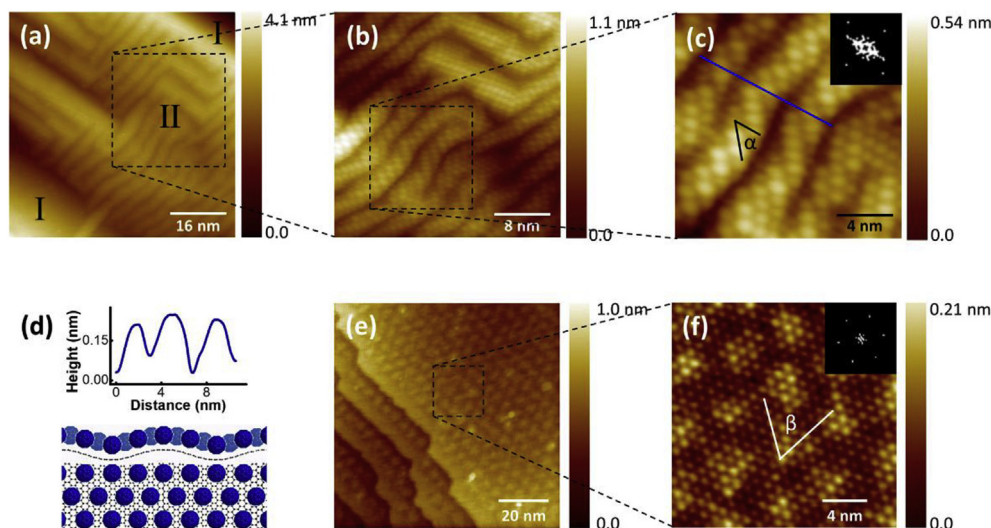 (a)
I
II
I
16 nm
4.1 nm
0.0
(b)
8 nm
1.1 nm
0.0
(c)
α
4 nm
0.54 nm
0.0
(d)
Height (nm)
0.15
0.00
0 4 8
Distance (nm)
(e)
20 nm
1.0 nm
0.0
(f)
β
4 nm
0.21 nm
0.0